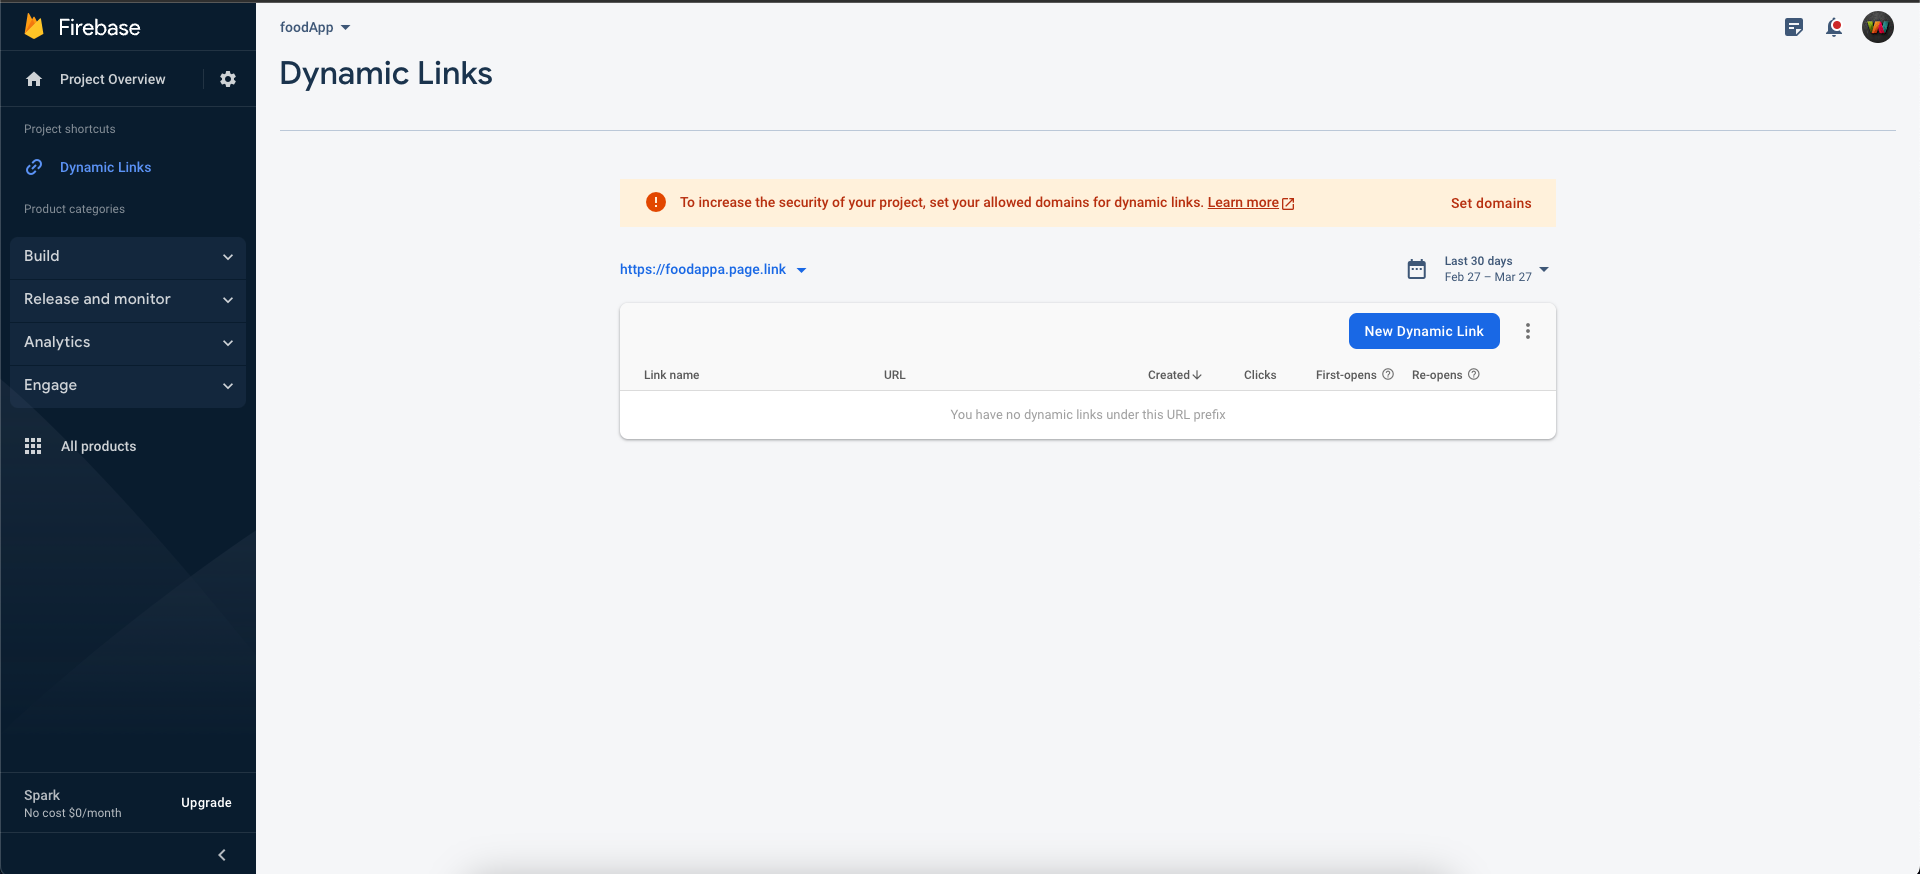 Firebase
Project Overview
Project shortcuts
Dynamic Links
Product categories
Build
Release and monitor
Analytics
Engage
All products
Spark
No cost $0/month
Upgrade
foodApp
Dynamic Links
To increase the security of your project, set your allowed domains for dynamic links. Learn more
Set domains
https://foodappa.page.link
Last 30 days
Feb 27 – Mar 27
New Dynamic Link
Link name URL Created Clicks First-opens Re-opens
You have no dynamic links under this URL prefix